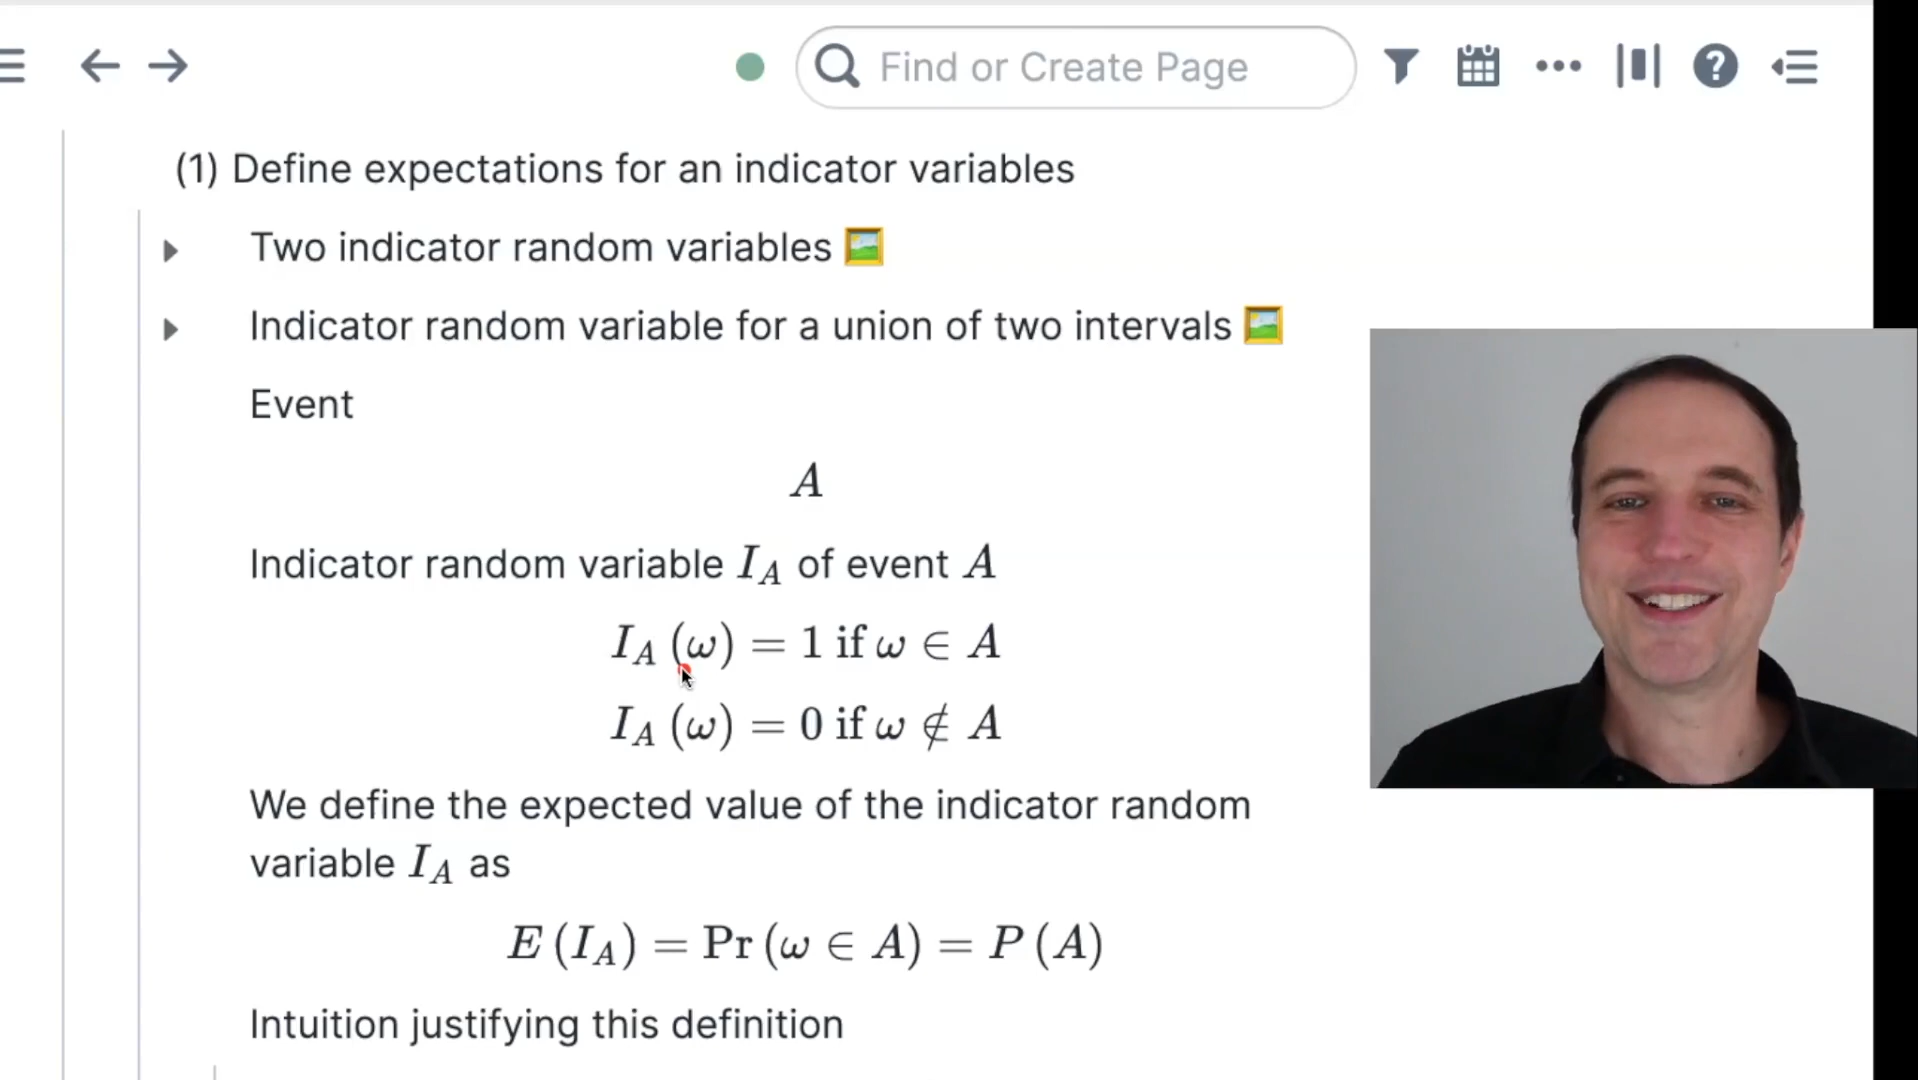 Find or Create Page
(1) Define expectations for an indicator variables
Two indicator random variables
Indicator random variable for a union of two intervals
Event
A
Indicator random variable I_A of event A
I_A (ω) = 1 if ω ∈ A
I_A (ω) = 0 if ω ∉ A
We define the expected value of the indicator random
variable I_A as
E (I_A) = Pr (ω ∈ A) = P (A)
Intuition justifying this definition